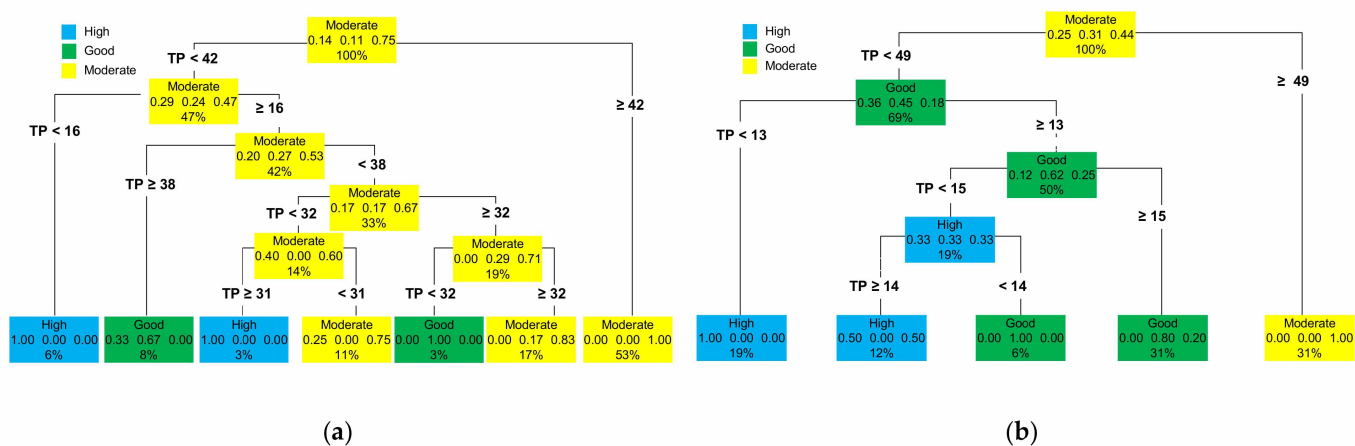 High
Good
Moderate
Moderate
0.14 0.11 0.75
100%
TP < 42
≥ 42
Moderate
0.29 0.24 0.47
47%
TP < 16
≥ 16
Moderate
0.20 0.27 0.53
42%
TP ≥ 38
< 38
Moderate
0.17 0.17 0.67
33%
TP < 32
≥ 32
Moderate
0.40 0.00 0.60
14%
Moderate
0.00 0.29 0.71
19%
TP ≥ 31
< 31
TP < 32
≥ 32
High
1.00 0.00 0.00
6%
Good
0.33 0.67 0.00
8%
High
1.00 0.00 0.00
3%
Moderate
0.25 0.00 0.75
11%
Good
0.00 1.00 0.00
3%
Moderate
0.00 0.17 0.83
17%
Moderate
0.00 0.00 1.00
53%
(a)
High
Good
Moderate
Moderate
0.25 0.31 0.44
100%
TP < 49
≥ 49
Good
0.36 0.45 0.18
69%
TP < 13
≥ 13
Good
0.12 0.62 0.25
50%
TP < 15
≥ 15
High
0.33 0.33 0.33
19%
TP ≥ 14
< 14
High
1.00 0.00 0.00
19%
High
0.50 0.00 0.50
12%
Good
0.00 1.00 0.00
6%
Good
0.00 0.80 0.20
31%
Moderate
0.00 0.00 1.00
31%
(b)